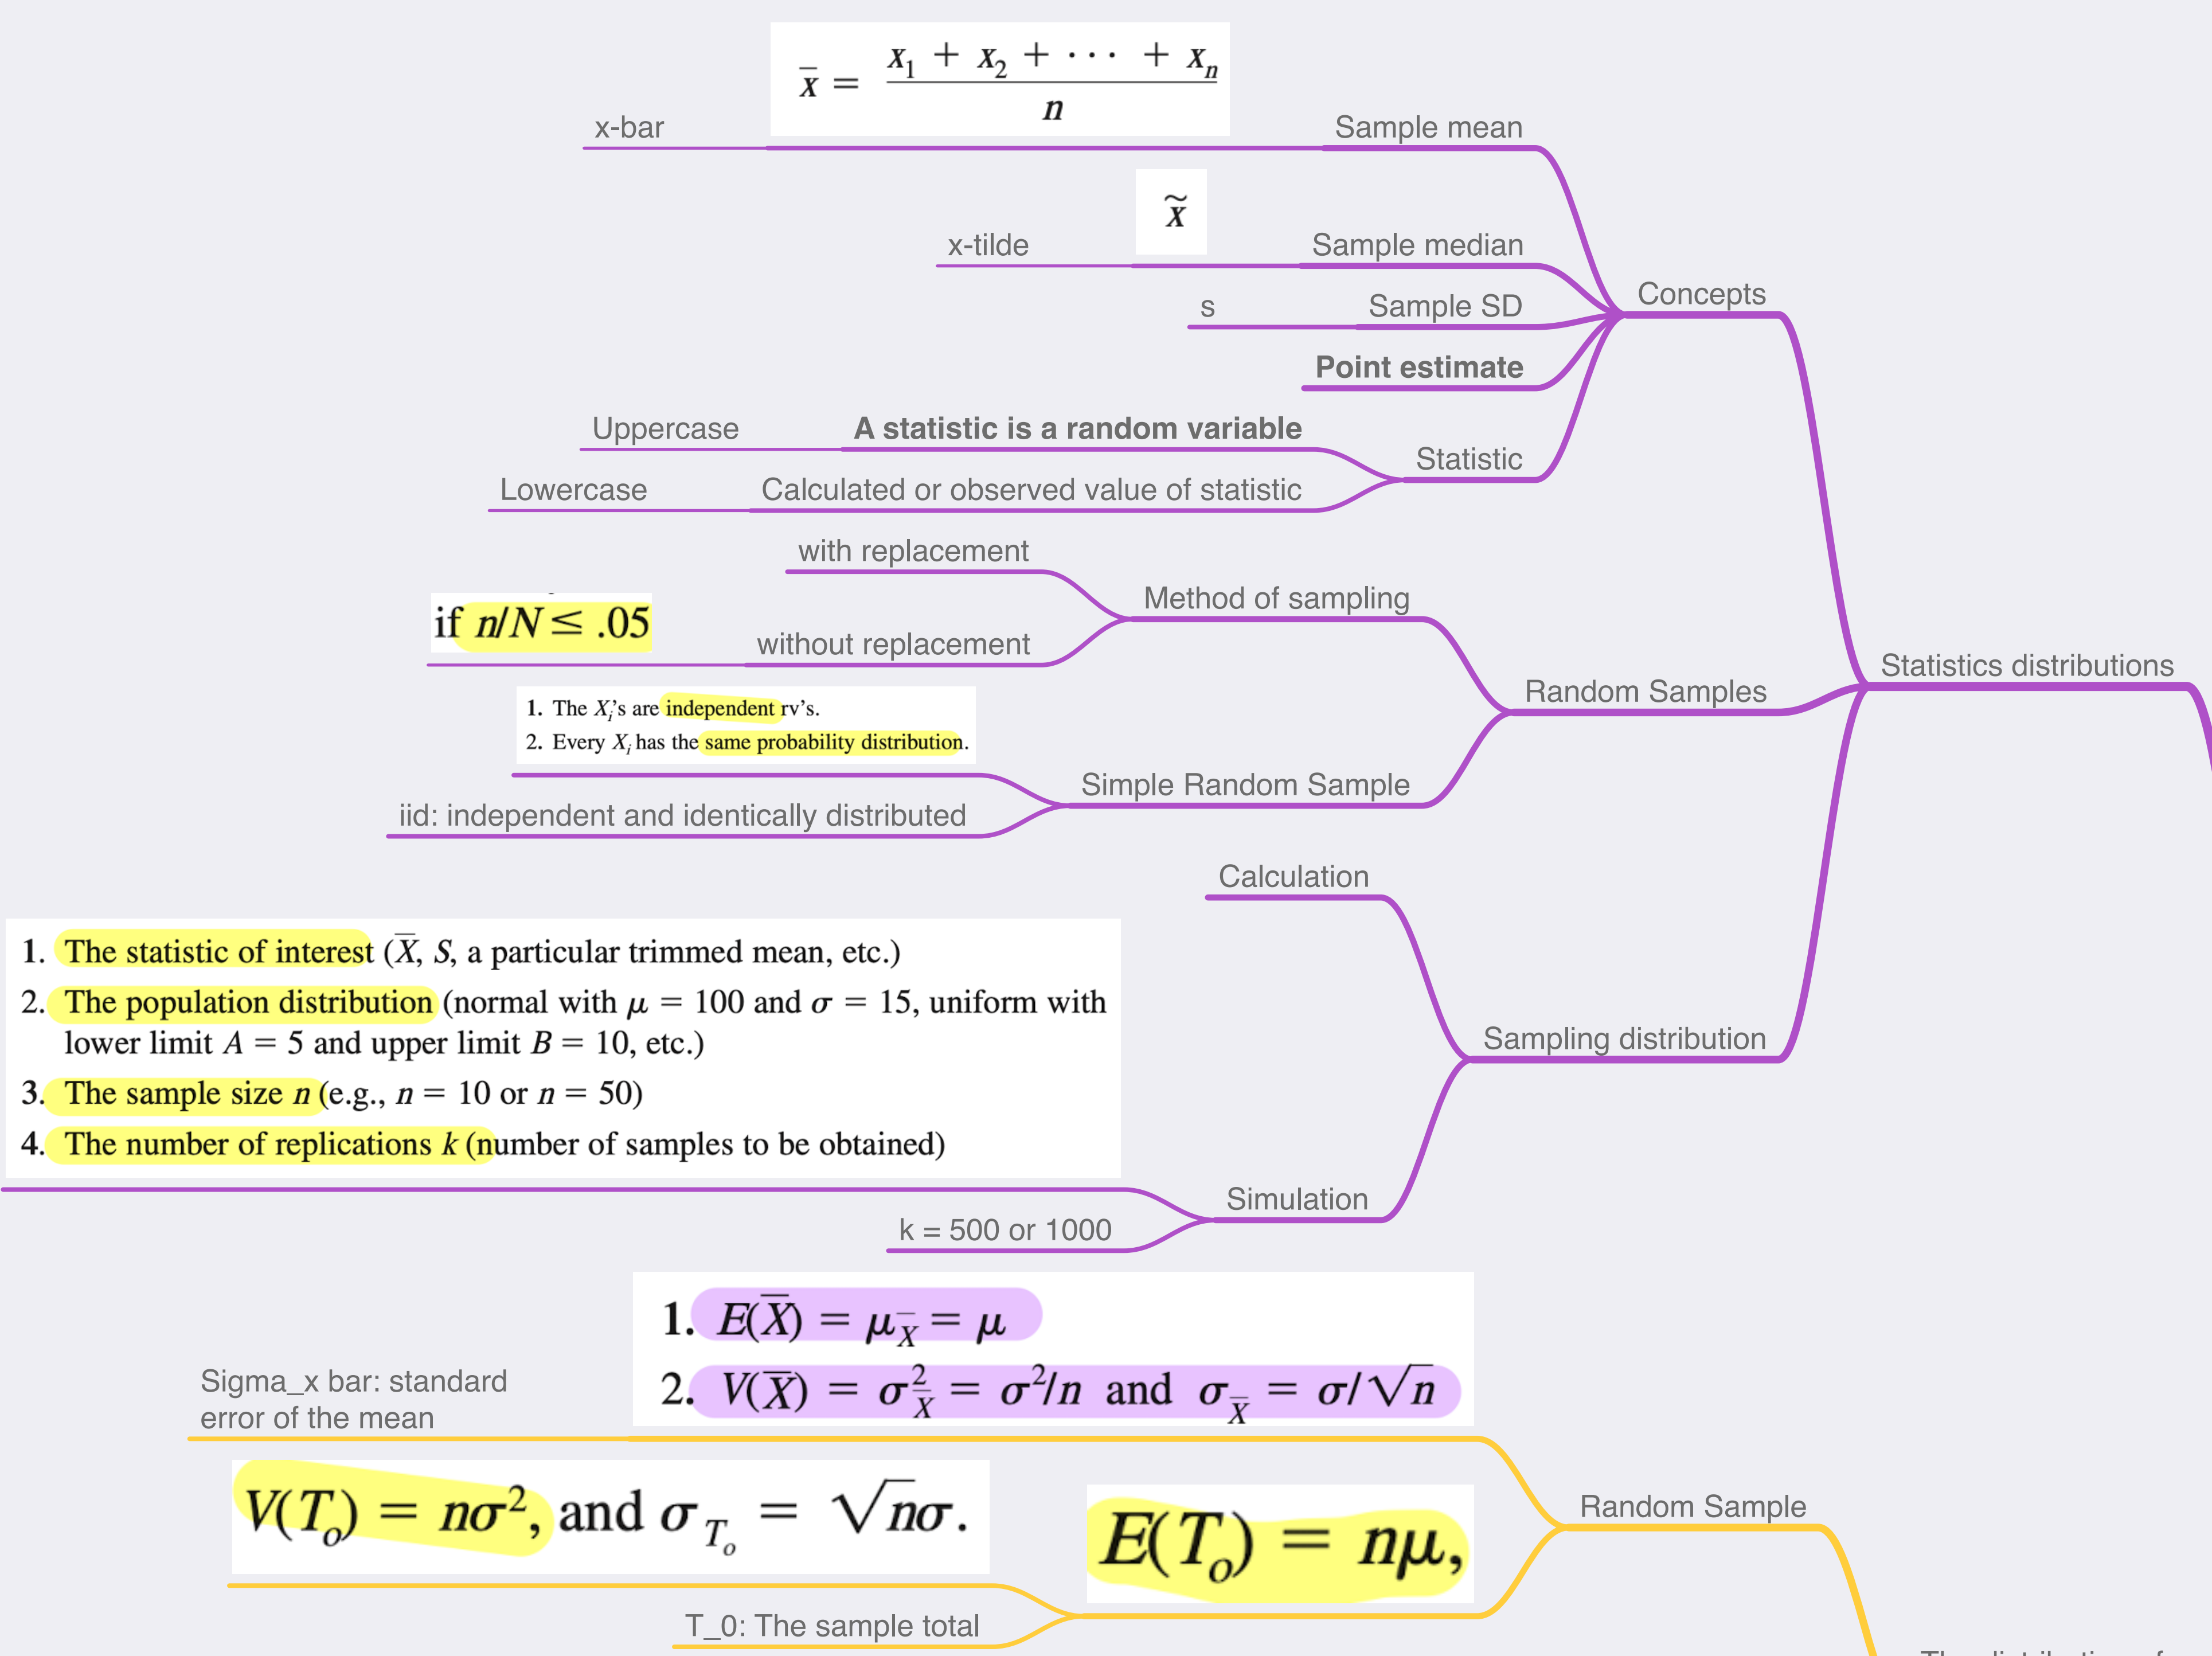 x̄ = (x₁ + x₂ + ··· + xₙ) / n
x-bar
Sample mean
x̃
x-tilde
Sample median
s
Sample SD
Concepts
Point estimate
Uppercase
A statistic is a random variable
Statistic
Lowercase
Calculated or observed value of statistic
with replacement
Method of sampling
if n/N ≤ .05
without replacement
Statistics distributions
Random Samples
1. The Xᵢ's are independent rv's.
2. Every Xᵢ has the same probability distribution.
Simple Random Sample
iid: independent and identically distributed
Calculation
1. The statistic of interest (X̄, S, a particular trimmed mean, etc.)
2. The population distribution (normal with μ = 100 and σ = 15, uniform with
lower limit A = 5 and upper limit B = 10, etc.)
3. The sample size n (e.g., n = 10 or n = 50)
4. The number of replications k (number of samples to be obtained)
Sampling distribution
Simulation
k = 500 or 1000
1. E(X̄) = μ_X̄ = μ
2. V(X̄) = σ²_X̄ = σ²/n and σ_X̄ = σ/√n
Sigma_x bar: standard
error of the mean
Random Sample
V(Tₒ) = nσ², and σ_Tₒ = √nσ.
E(Tₒ) = nμ,
T_0: The sample total